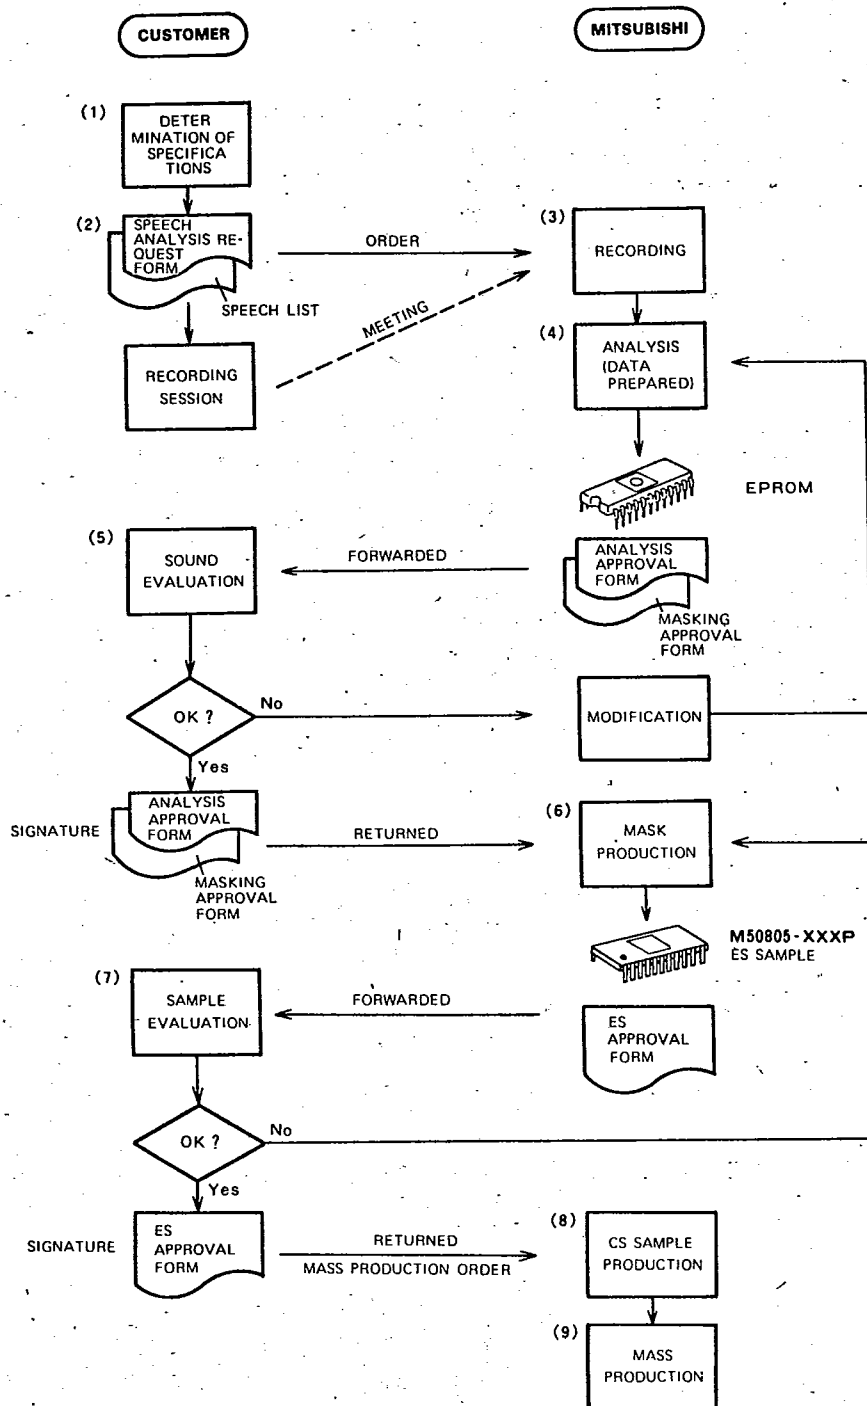 CUSTOMER
MITSUBISHI
(1)
DETER
MINATION OF
SPECIFICA
TIONS
(2)
SPEECH
ANALYSIS RE-
QUEST
FORM
SPEECH LIST
ORDER
(3)
RECORDING
MEETING
RECORDING
SESSION
(4)
ANALYSIS
(DATA
PREPARED)
EPROM
(5)
SOUND
EVALUATION
FORWARDED
ANALYSIS
APPROVAL
FORM
MASKING
APPROVAL
FORM
OK ?
No
MODIFICATION
Yes
SIGNATURE
ANALYSIS
APPROVAL
FORM
MASKING
APPROVAL
FORM
RETURNED
(6)
MASK
PRODUCTION
M50805-XXXP
ES SAMPLE
(7)
SAMPLE
EVALUATION
FORWARDED
ES
APPROVAL
FORM
OK ?
No
Yes
SIGNATURE
ES
APPROVAL
FORM
RETURNED
MASS PRODUCTION ORDER
(8)
CS SAMPLE
PRODUCTION
(9)
MASS
PRODUCTION